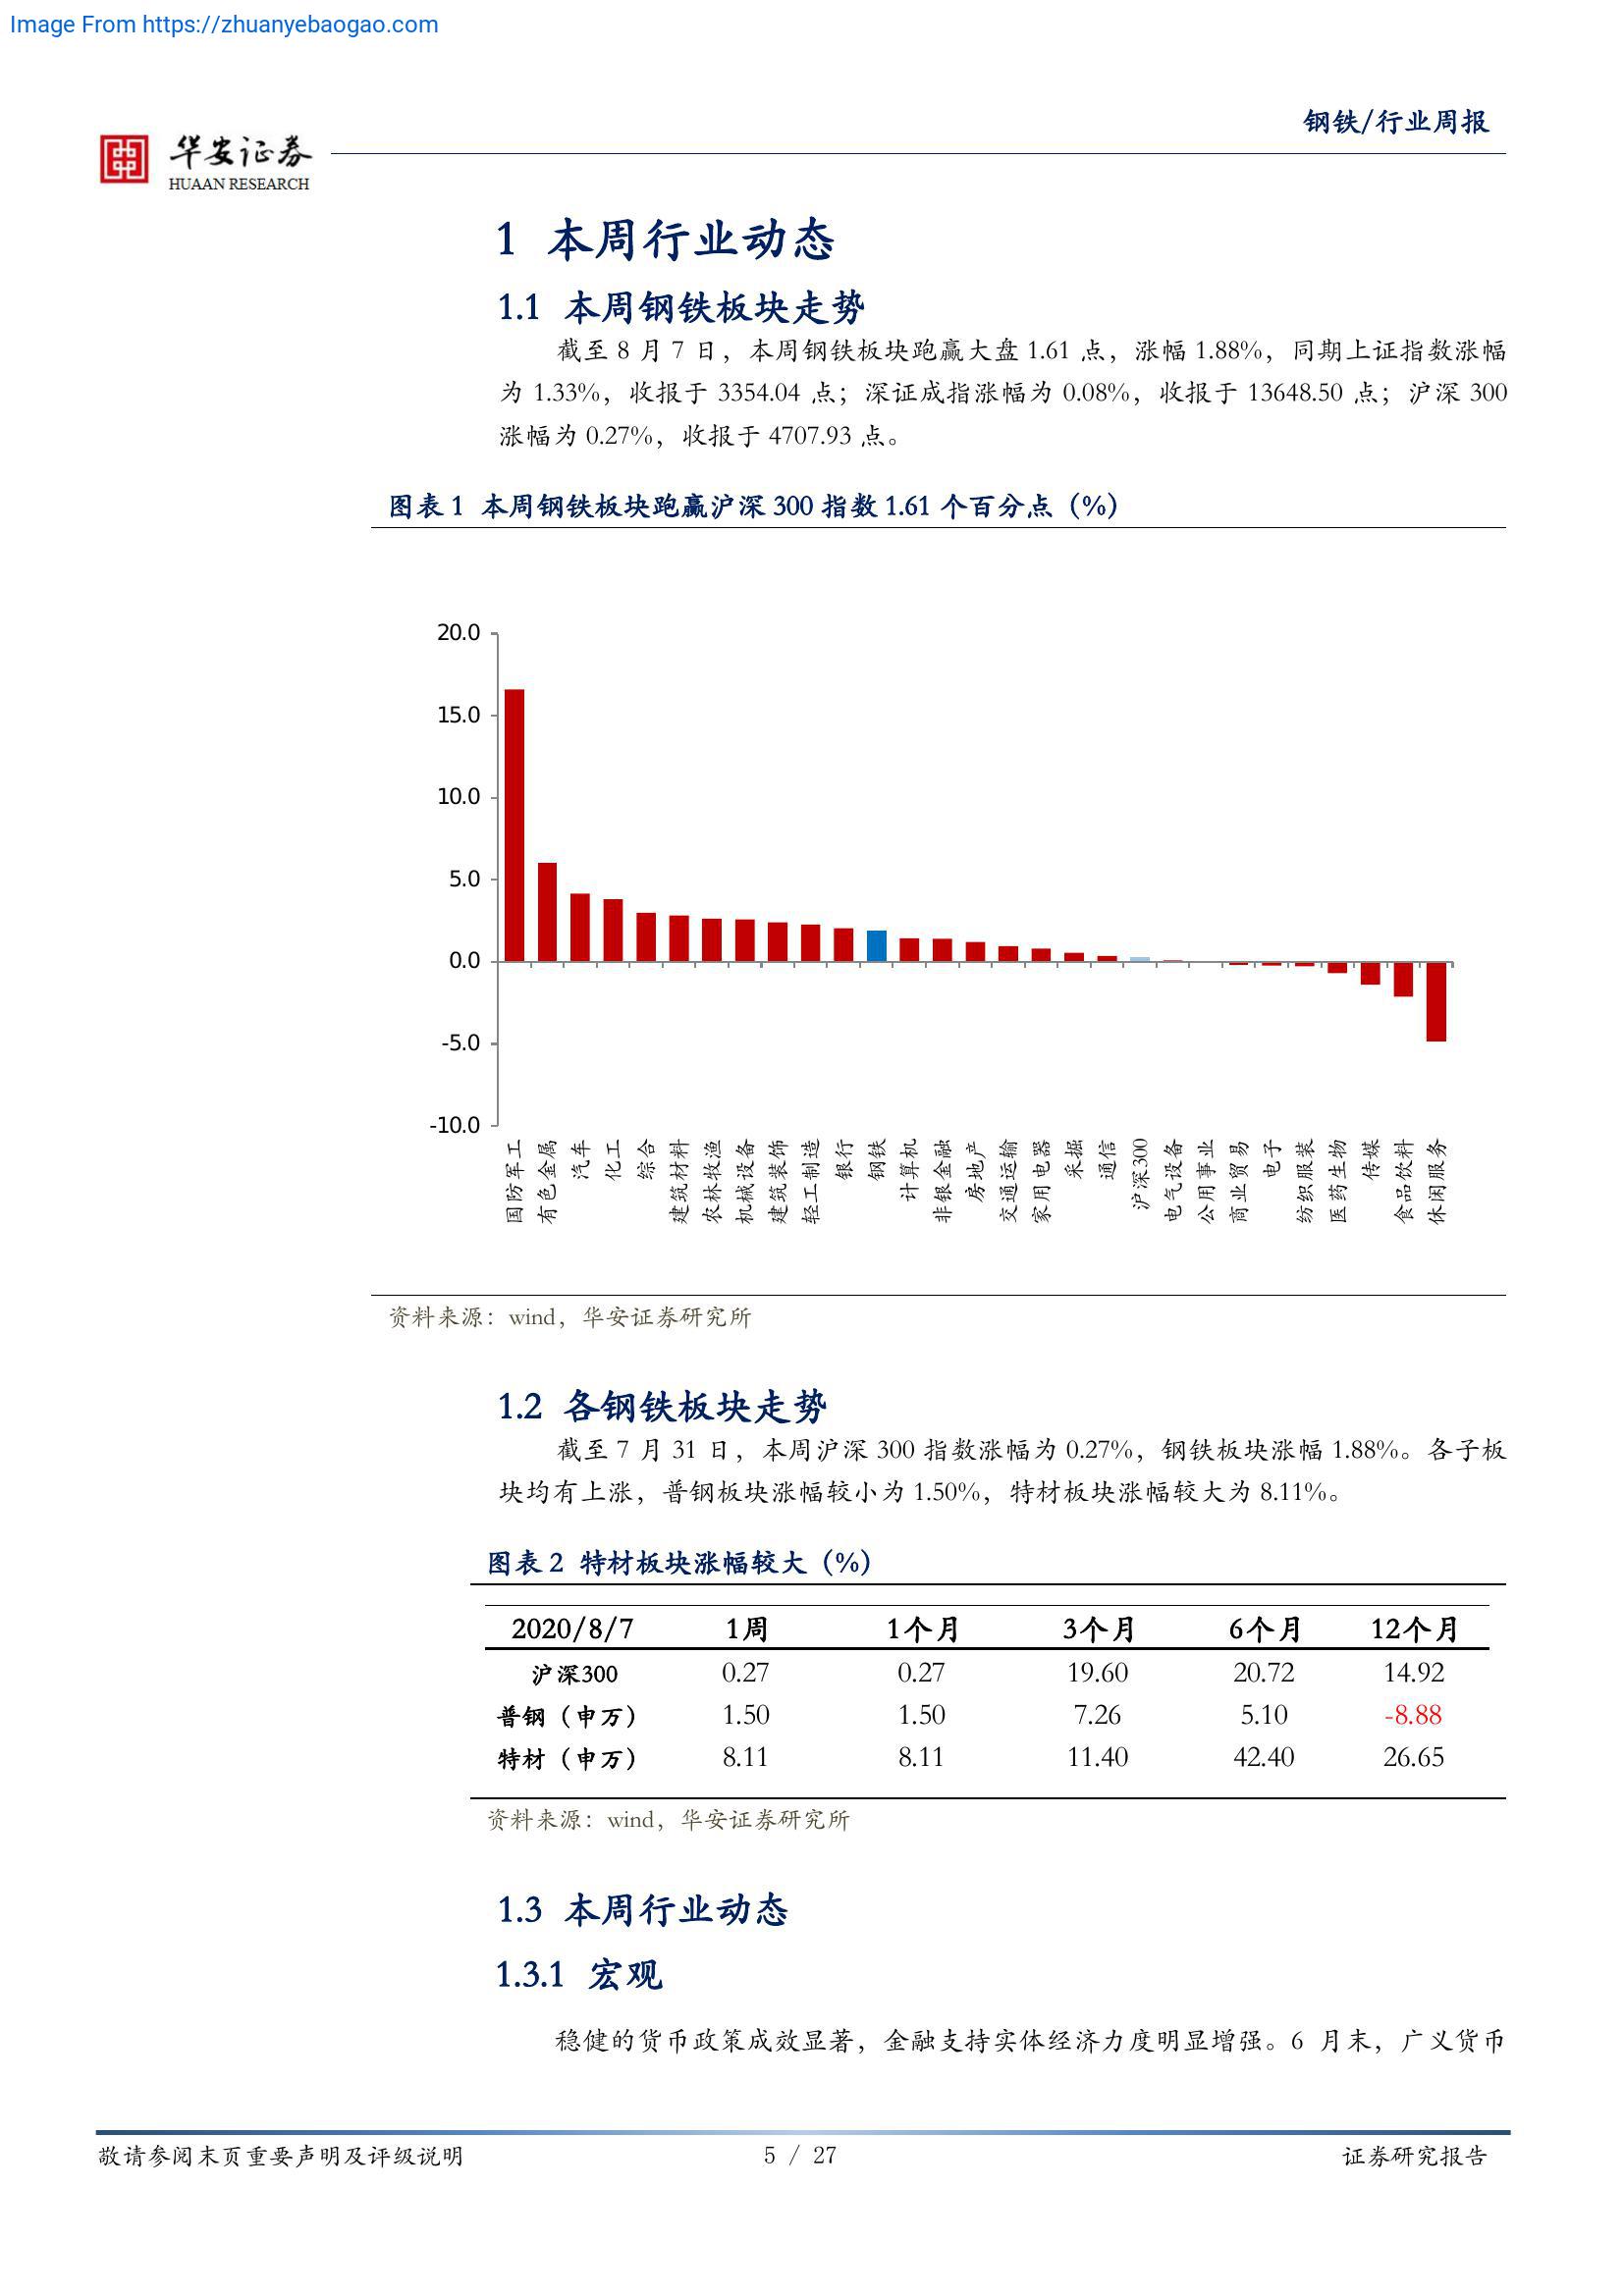 Image From https://zhuanyebaogao.com
钢铁/行业周报
华安证券
HUAAN RESEARCH
1 本周行业动态
1.1 本周钢铁板块走势
截至 8 月 7 日，本周钢铁板块跑赢大盘 1.61 点，涨幅 1.88%，同期上证指数涨幅
为 1.33%，收报于 3354.04 点；深证成指涨幅为 0.08%，收报于 13648.50 点；沪深 300
涨幅为 0.27%，收报于 4707.93 点。
图表 1 本周钢铁板块跑赢沪深 300 指数 1.61 个百分点（%）
20.0
15.0
10.0
5.0
0.0
-5.0
-10.0
国防军工
有色金属
汽车
化工
综合
建筑材料
农林牧渔
机械设备
建筑装饰
轻工制造
银行
钢铁
计算机
非银金融
房地产
交通运输
家用电器
采掘
通信
沪深300
电气设备
公用事业
商业贸易
电子
纺织服装
医药生物
传媒
食品饮料
休闲服务
资料来源：wind，华安证券研究所
1.2 各钢铁板块走势
截至 7 月 31 日，本周沪深 300 指数涨幅为 0.27%，钢铁板块涨幅 1.88%。各子板
块均有上涨，普钢板块涨幅较小为 1.50%，特材板块涨幅较大为 8.11%。
图表 2 特材板块涨幅较大（%）
2020/8/7 1周 1个月 3个月 6个月 12个月
沪深300 0.27 0.27 19.60 20.72 14.92
普钢（申万） 1.50 1.50 7.26 5.10 -8.88
特材（申万） 8.11 8.11 11.40 42.40 26.65
资料来源：wind，华安证券研究所
1.3 本周行业动态
1.3.1 宏观
稳健的货币政策成效显著，金融支持实体经济力度明显增强。6 月末，广义货币
敬请参阅末页重要声明及评级说明 5 / 27 证券研究报告